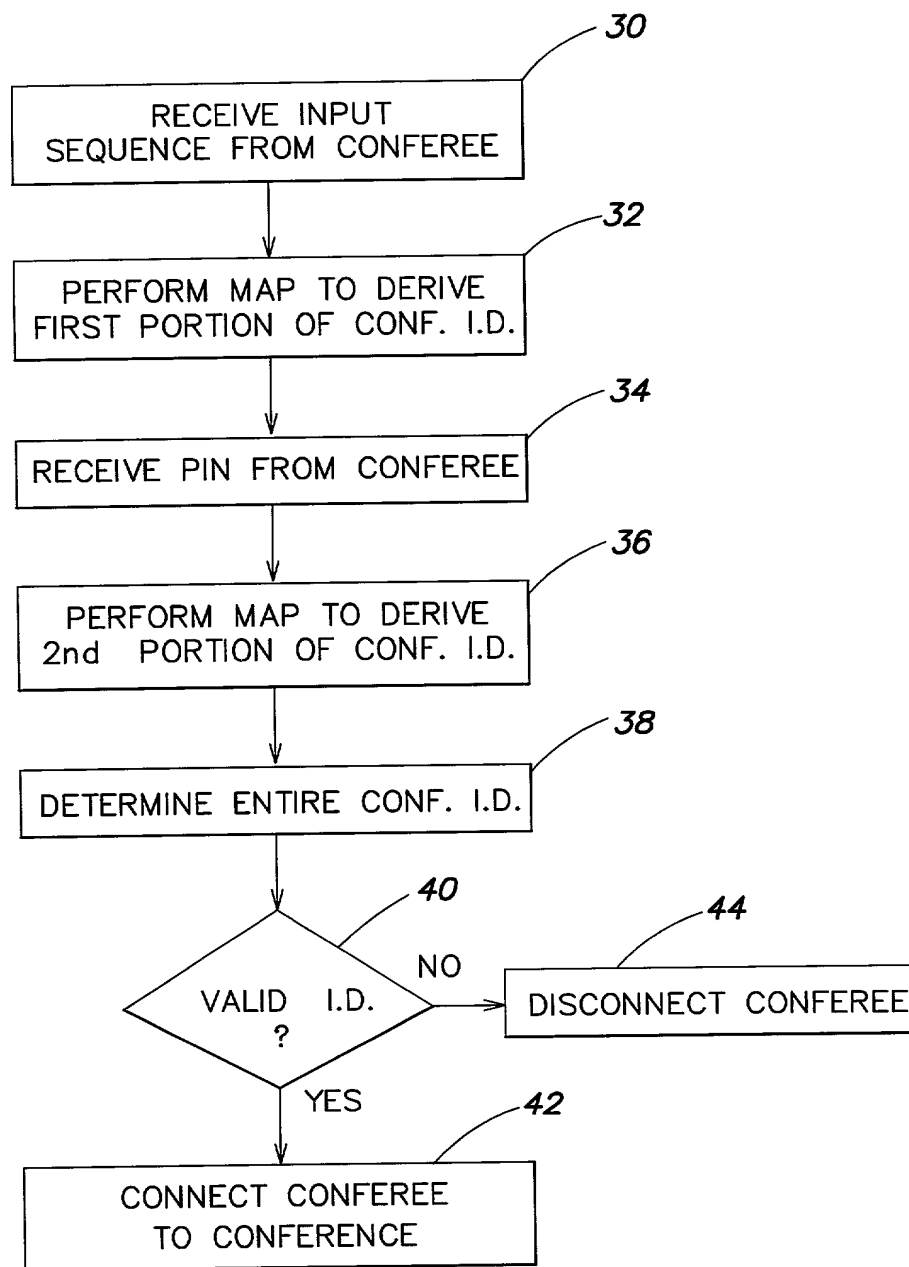 30
RECEIVE INPUT
SEQUENCE FROM CONFEREE
32
PERFORM MAP TO DERIVE
FIRST PORTION OF CONF. I.D.
34
RECEIVE PIN FROM CONFEREE
36
PERFORM MAP TO DERIVE
2nd PORTION OF CONF. I.D.
38
DETERMINE ENTIRE CONF. I.D.
40
VALID I.D.
?
NO
44
DISCONNECT CONFEREE
YES
42
CONNECT CONFEREE
TO CONFERENCE